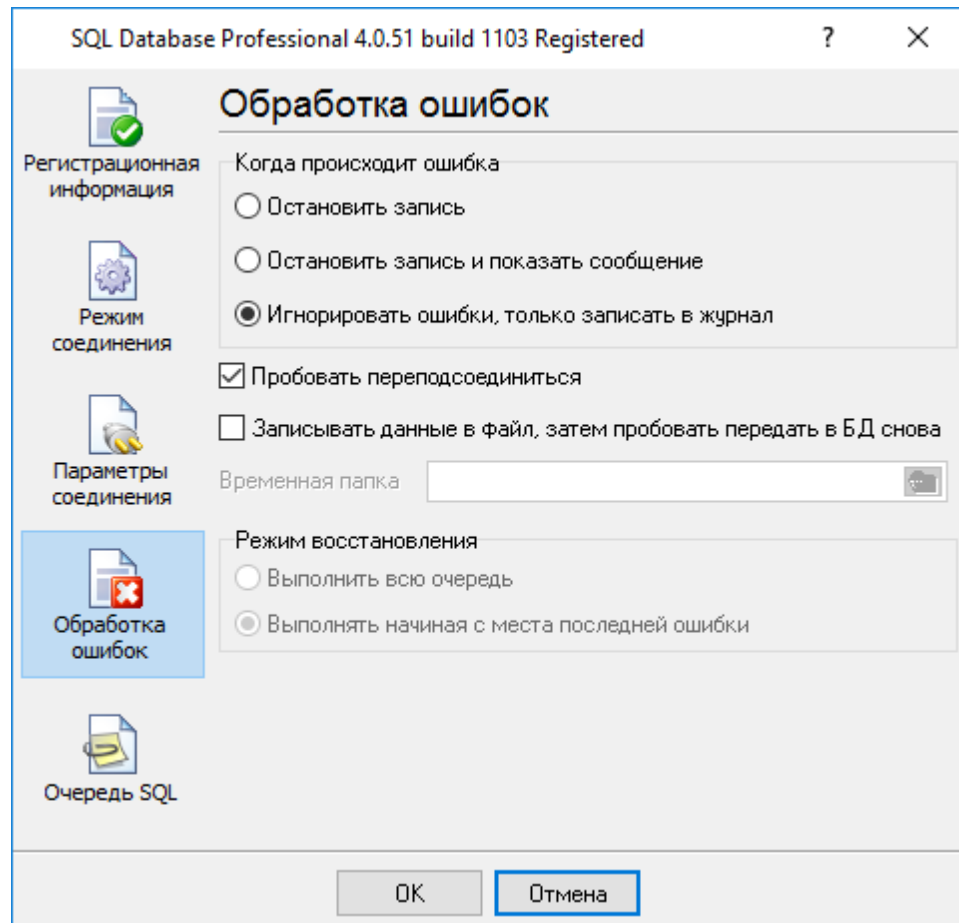 SQL Database Professional 4.0.51 build 1103 Registered
?
Регистрационная
информация
Режим
соединения
Параметры
соединения
Обработка
ошибок
Очередь SQL
Обработка ошибок
Когда происходит ошибка
Остановить запись
Остановить запись и показать сообщение
Игнорировать ошибки, только записать в журнал
Пробовать переподсоединиться
Записывать данные в файл, затем пробовать передать в БД снова
Временная папка
Режим восстановления
Выполнить всю очередь
Выполнять начиная с места последней ошибки
OK
Отмена